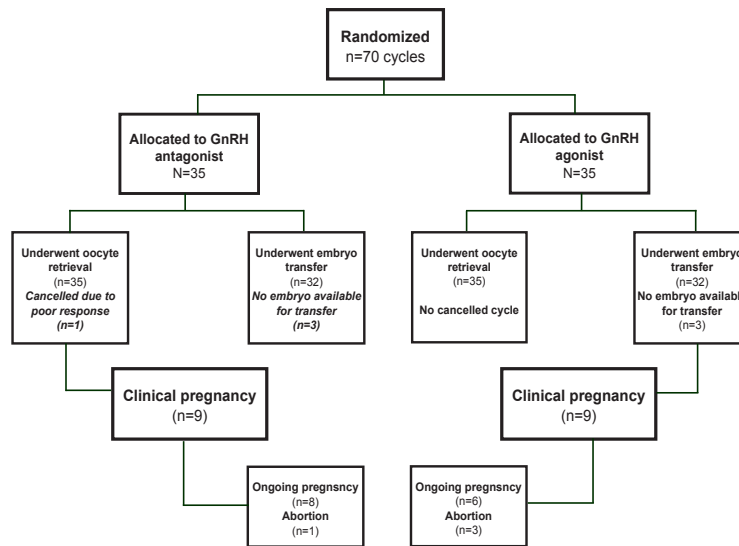 Randomized
n=70 cycles
Allocated to GnRH
antagonist
N=35
Allocated to GnRH
agonist
N=35
Underwent oocyte
retrieval
(n=35)
Cancelled due to
poor response
(n=1)
Underwent embryo
transfer
(n=32)
No embryo available
for transfer
(n=3)
Underwent oocyte
retrieval
(n=35)
No cancelled cycle
Underwent embryo
transfer
(n=32)
No embryo available
for transfer
(n=3)
Clinical pregnancy
(n=9)
Clinical pregnancy
(n=9)
Ongoing pregnsncy
(n=8)
Abortion
(n=1)
Ongoing pregnsncy
(n=6)
Abortion
(n=3)